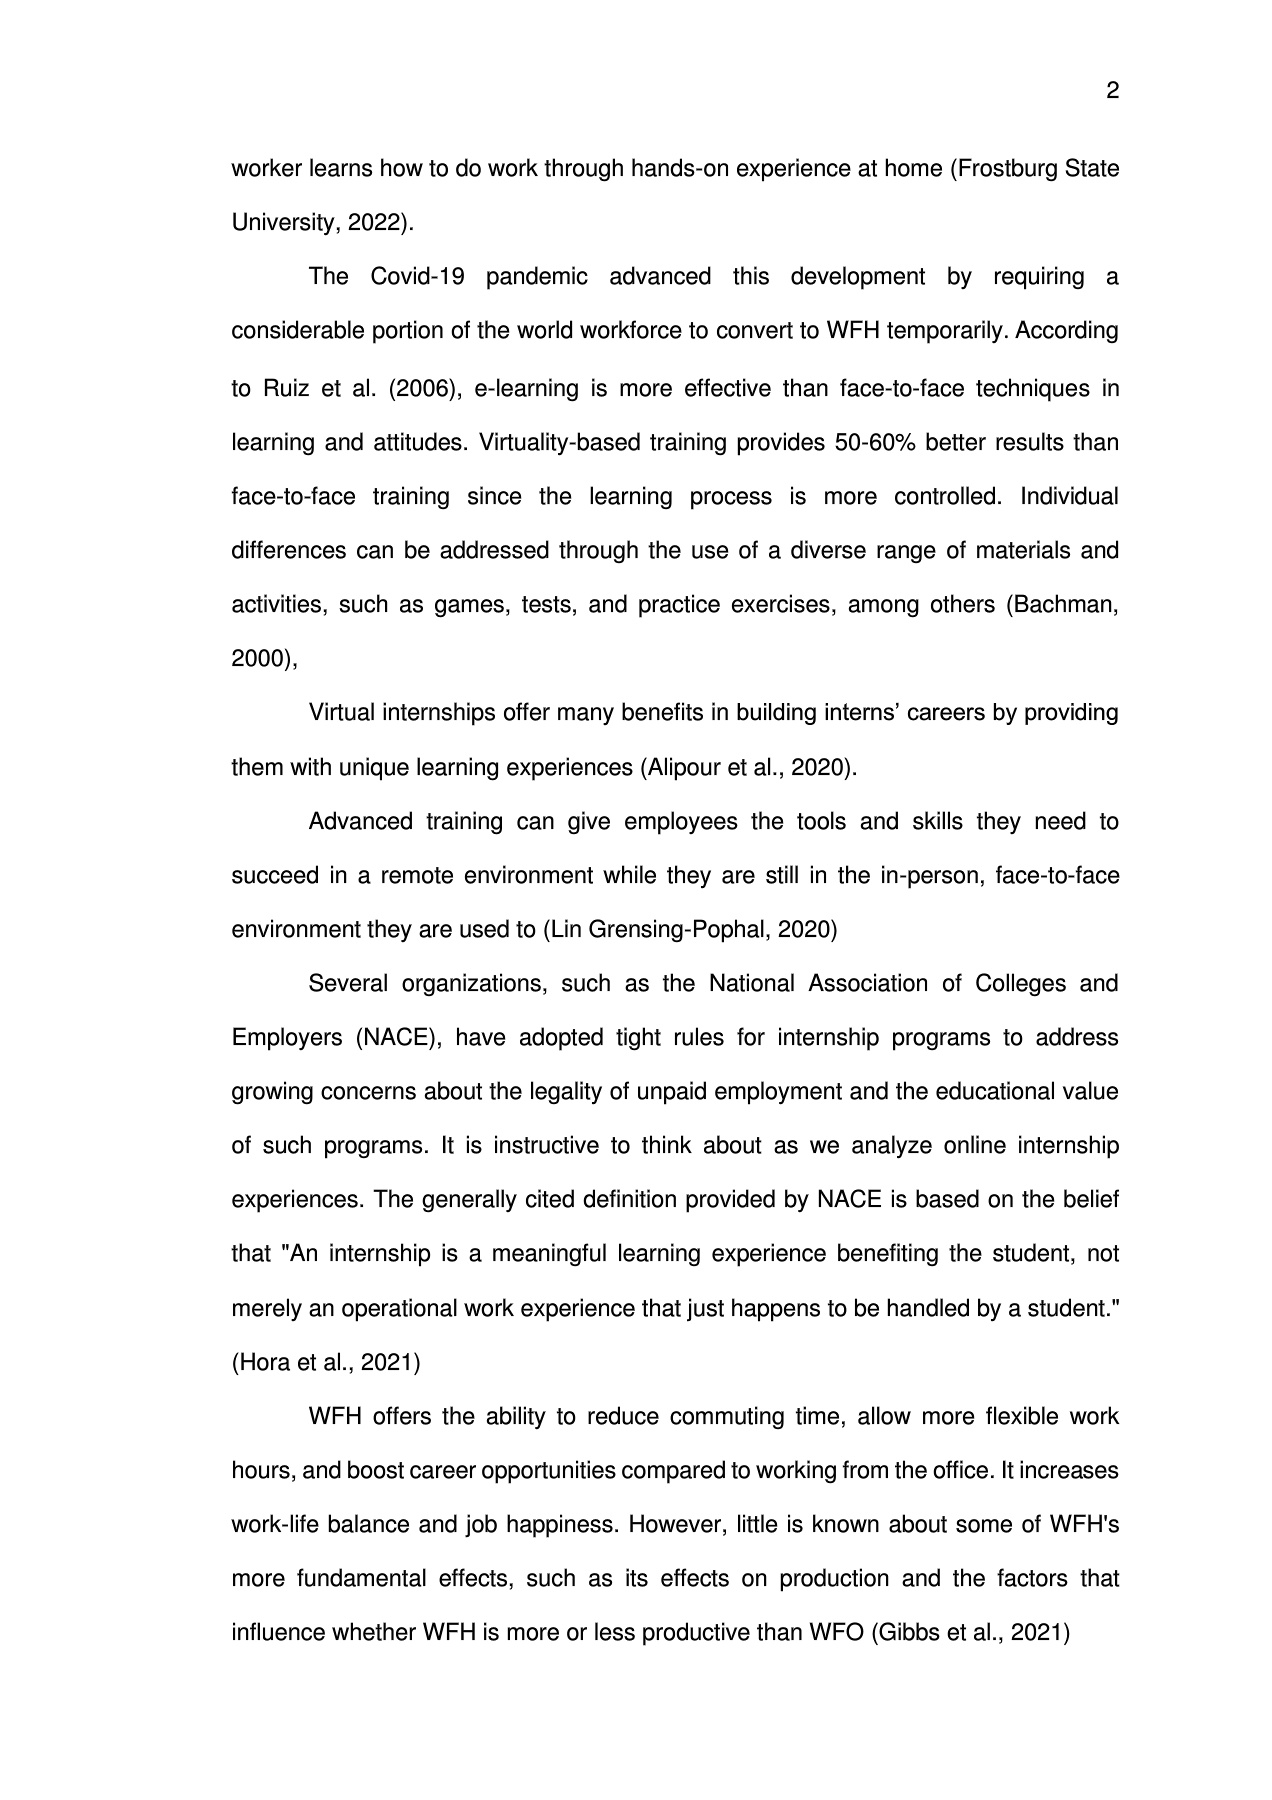 2
worker learns how to do work through hands-on experience at home (Frostburg State
University, 2022).
The Covid-19 pandemic advanced this development by requiring a
considerable portion of the world workforce to convert to WFH temporarily. According
to Ruiz et al. (2006), e-learning is more effective than face-to-face techniques in
learning and attitudes. Virtuality-based training provides 50-60% better results than
face-to-face training since the learning process is more controlled. Individual
differences can be addressed through the use of a diverse range of materials and
activities, such as games, tests, and practice exercises, among others (Bachman,
2000),
Virtual internships offer many benefits in building interns’ careers by providing
them with unique learning experiences (Alipour et al., 2020).
Advanced training can give employees the tools and skills they need to
succeed in a remote environment while they are still in the in-person, face-to-face
environment they are used to (Lin Grensing-Pophal, 2020)
Several organizations, such as the National Association of Colleges and
Employers (NACE), have adopted tight rules for internship programs to address
growing concerns about the legality of unpaid employment and the educational value
of such programs. It is instructive to think about as we analyze online internship
experiences. The generally cited definition provided by NACE is based on the belief
that "An internship is a meaningful learning experience benefiting the student, not
merely an operational work experience that just happens to be handled by a student."
(Hora et al., 2021)
WFH offers the ability to reduce commuting time, allow more flexible work
hours, and boost career opportunities compared to working from the office. It increases
work-life balance and job happiness. However, little is known about some of WFH's
more fundamental effects, such as its effects on production and the factors that
influence whether WFH is more or less productive than WFO (Gibbs et al., 2021)